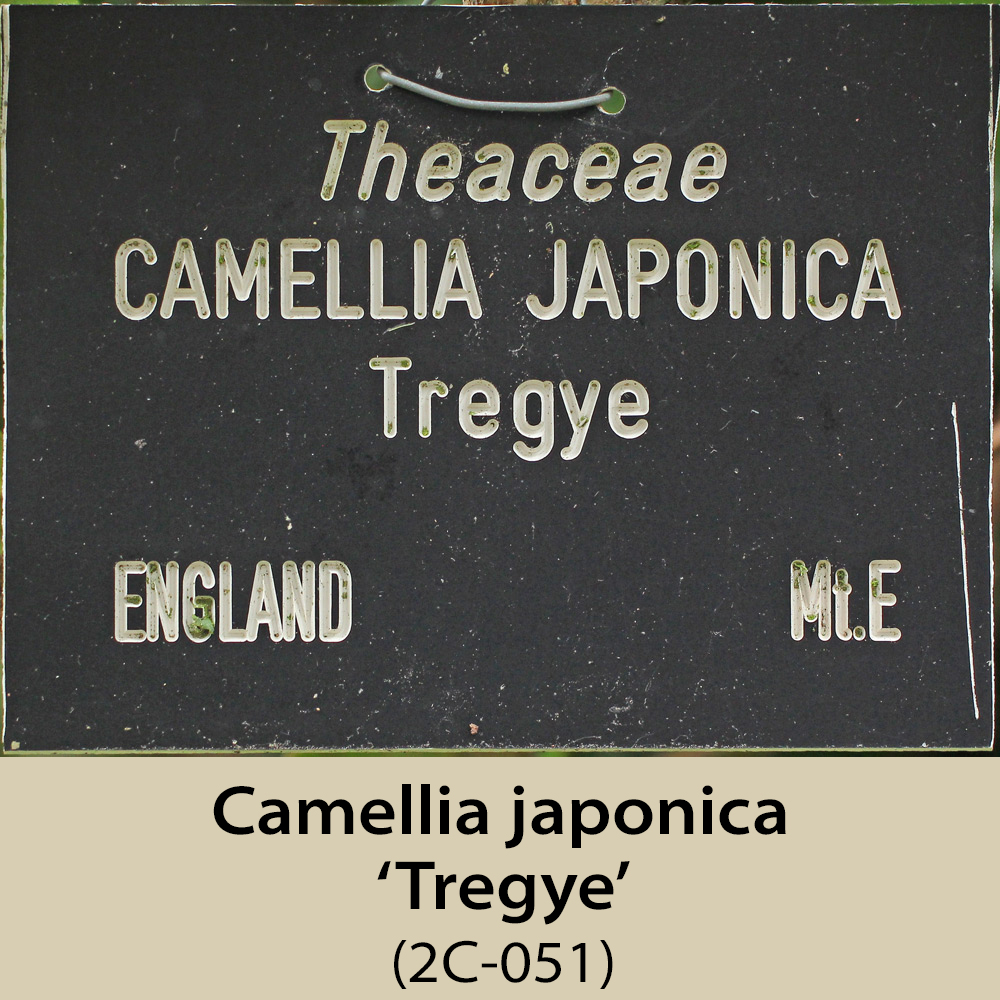 Theaceae
CAMELLIA JAPONICA
Tregye
ENGLAND Mt.E
Camellia japonica
‘Tregye’
(2C-051)